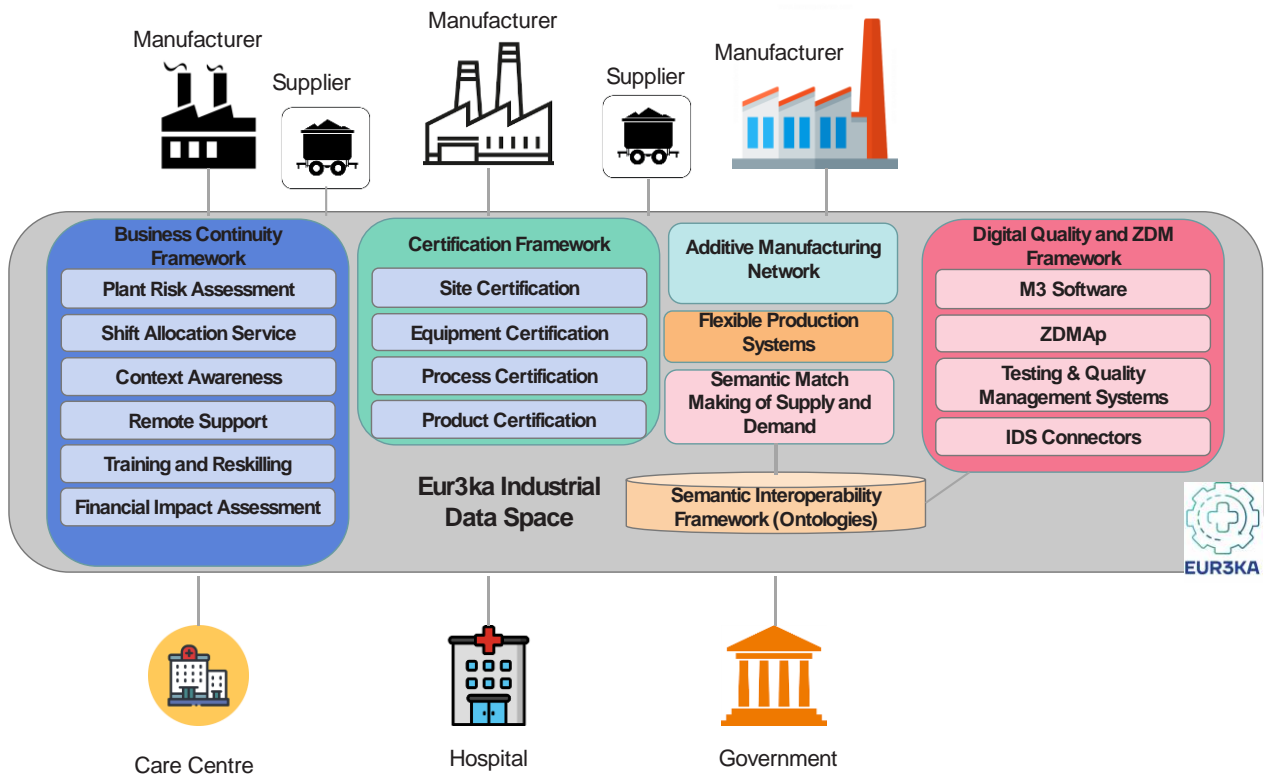 Manufacturer
Supplier
Manufacturer
Supplier
Manufacturer
Business Continuity
Framework
Plant Risk Assessment
Shift Allocation Service
Context Awareness
Remote Support
Training and Reskilling
Financial Impact Assessment
Certification Framework
Site Certification
Equipment Certification
Process Certification
Product Certification
Additive Manufacturing
Network
Flexible Production
Systems
Semantic Match
Making of Supply and
Demand
Digital Quality and ZDM
Framework
M3 Software
ZDMAp
Testing & Quality
Management Systems
IDS Connectors
Eur3ka Industrial
Data Space
Semantic Interoperability
Framework (Ontologies)
EUR3KA
Care Centre
Hospital
Government